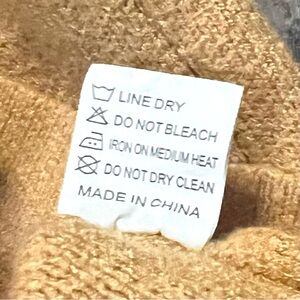 LINE DRY
DO NOT BLEACH
IRON ON MEDIUM HEAT
DO NOT DRY CLEAN
MADE IN CHINA